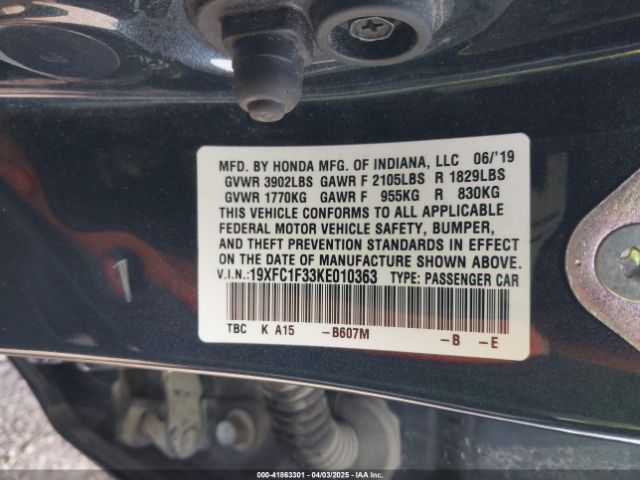 MFD. BY HONDA MFG. OF INDIANA, LLC 06/'19
GVWR 3902LBS GAWR F 2105LBS R 1829LBS
GVWR 1770KG GAWR F 955KG R 830KG
THIS VEHICLE CONFORMS TO ALL APPLICABLE
FEDERAL MOTOR VEHICLE SAFETY, BUMPER,
AND THEFT PREVENTION STANDARDS IN EFFECT
ON THE DATE OF MANUFACTURE SHOWN ABOVE.
V.I.N.:19XFC1F33KE010363 TYPE: PASSENGER CAR
TBC K A15 -B607M -B -E
000-41863301 - 04/03/2025 - IAA Inc.